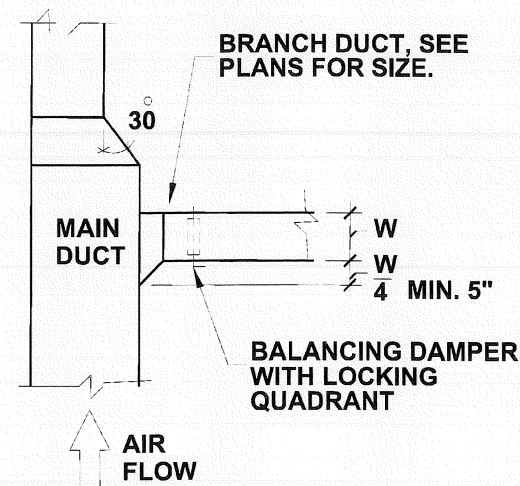 BRANCH DUCT, SEE
PLANS FOR SIZE.
30°
MAIN
DUCT
W
W
4 MIN. 5"
BALANCING DAMPER
WITH LOCKING
QUADRANT
AIR
FLOW